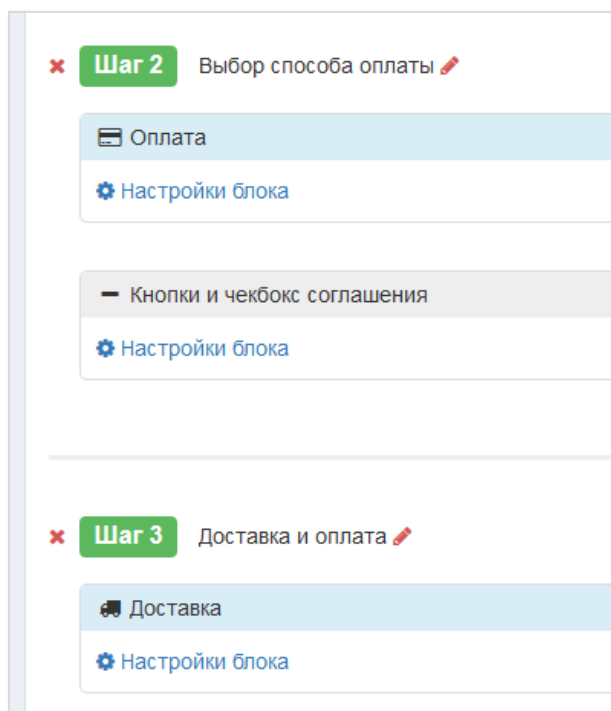 Шаг 2 Выбор способа оплаты
Оплата
Настройки блока
Кнопки и чекбокс соглашения
Настройки блока
Шаг 3 Доставка и оплата
Доставка
Настройки блока